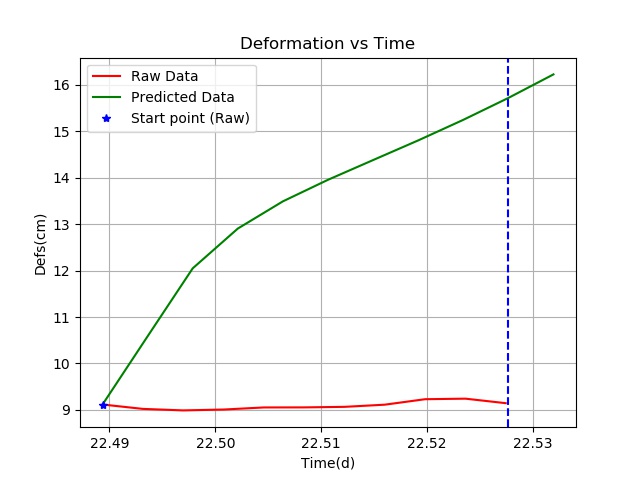 Deformation vs Time
Raw Data
Predicted Data
Start point (Raw)
Defs(cm)
16
15
14
13
12
11
10
9
22.49 22.50 22.51 22.52 22.53
Time(d)